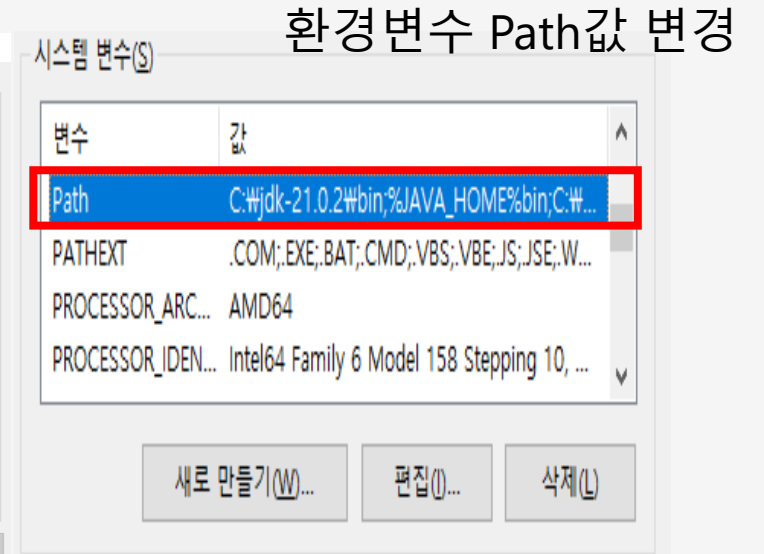 환경변수 Path값 변경
시스템 변수(S)
변수 값
Path C:₩jdk-21.0.2₩bin;%JAVA_HOME%bin;C:₩...
PATHEXT .COM;.EXE;.BAT;.CMD;.VBS;.VBE;.JS;.JSE;.W...
PROCESSOR_ARC... AMD64
PROCESSOR_IDEN... Intel64 Family 6 Model 158 Stepping 10, ...
새로 만들기(W)... 편집(I)... 삭제(L)